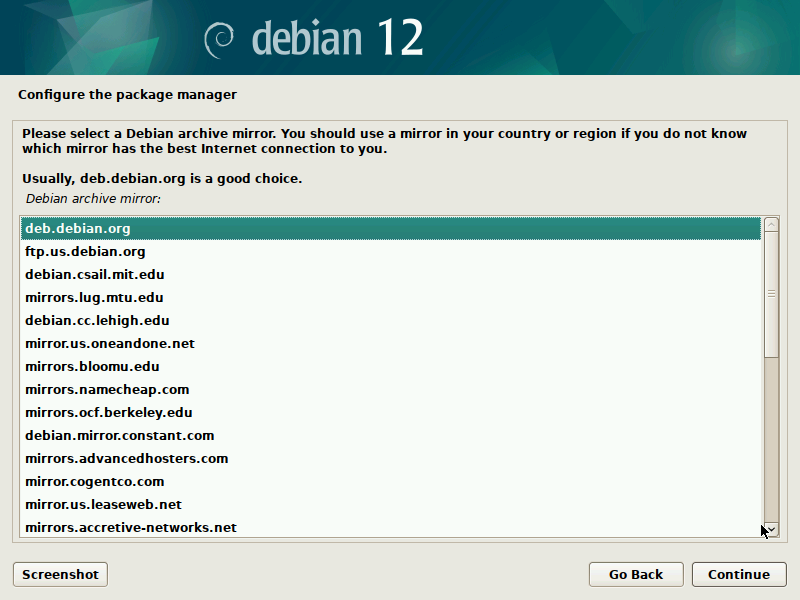 debian 12
Configure the package manager
Please select a Debian archive mirror. You should use a mirror in your country or region if you do not know
which mirror has the best Internet connection to you.
Usually, deb.debian.org is a good choice.
Debian archive mirror:
deb.debian.org
ftp.us.debian.org
debian.csail.mit.edu
mirrors.lug.mtu.edu
debian.cc.lehigh.edu
mirror.us.oneandone.net
mirrors.bloomu.edu
mirrors.namecheap.com
mirrors.ocf.berkeley.edu
debian.mirror.constant.com
mirrors.advancedhosters.com
mirror.cogentco.com
mirror.us.leaseweb.net
mirrors.accretive-networks.net
Screenshot
Go Back
Continue